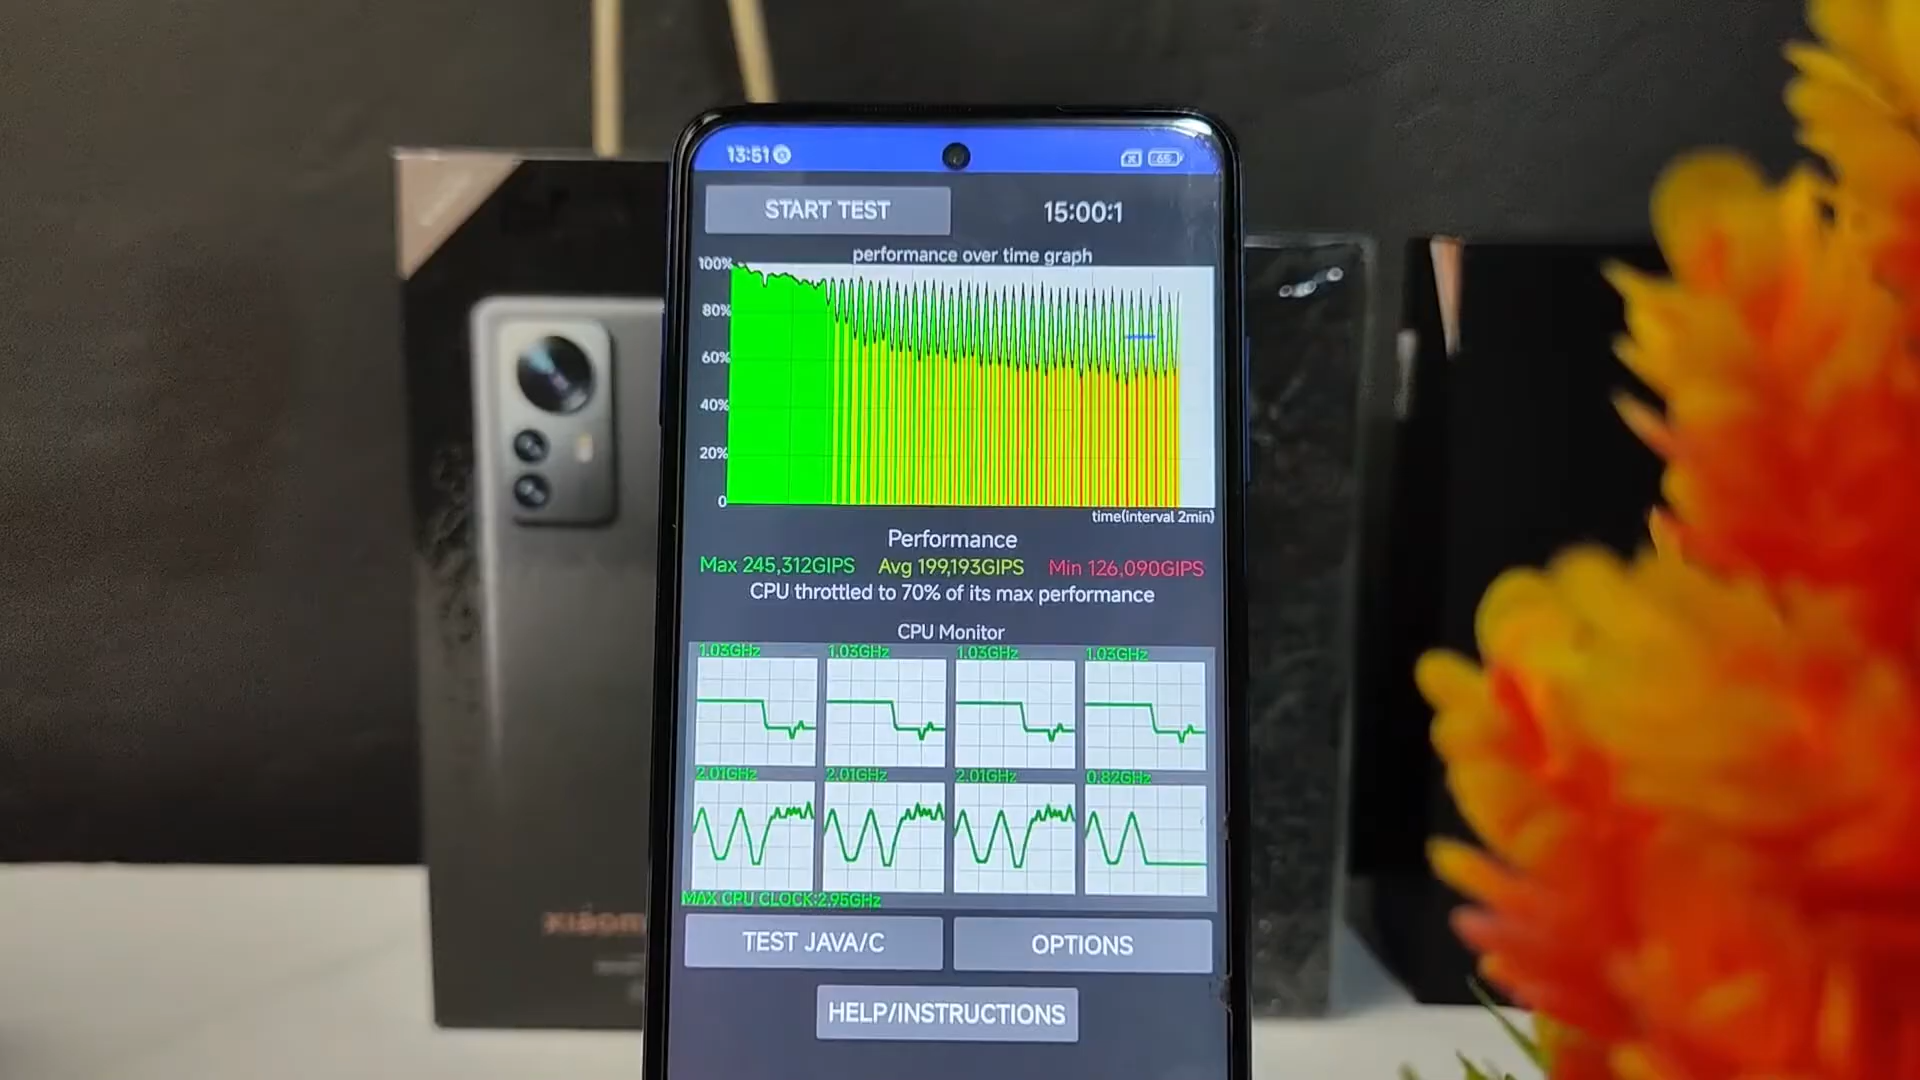 13:51
65
START TEST
15:00:1
performance over time graph
100%
80%
60%
40%
20%
0
time(interval 2min)
Performance
Max 245,312GIPS Avg 199,193GIPS Min 126,090GIPS
CPU throttled to 70% of its max performance
CPU Monitor
1.03GHz 1.03GHz 1.03GHz 1.03GHz
2.01GHz 2.01GHz 2.01GHz 0.82GHz
MAX CPU CLOCK:2.95GHz
TEST JAVA/C
OPTIONS
HELP/INSTRUCTIONS